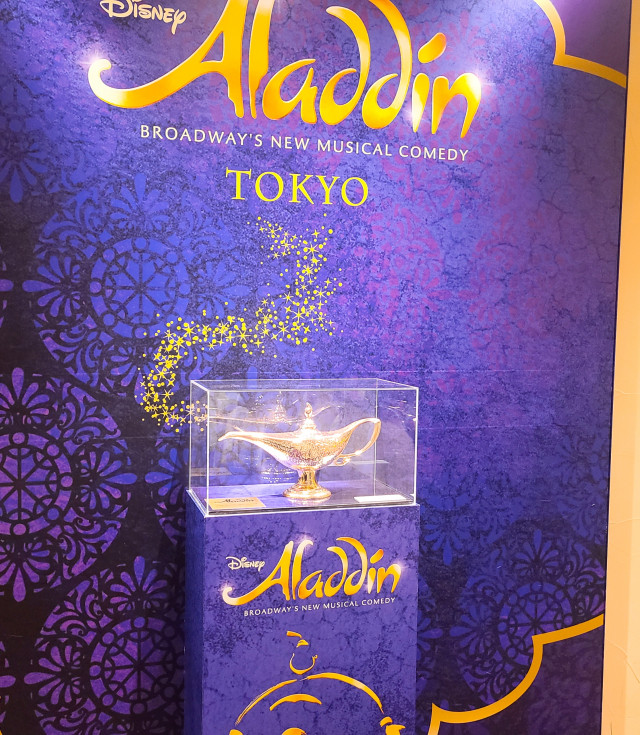 Disney
Aladdin
BROADWAY'S NEW MUSICAL COMEDY
TOKYO
Disney
Aladdin
BROADWAY'S NEW MUSICAL COMEDY